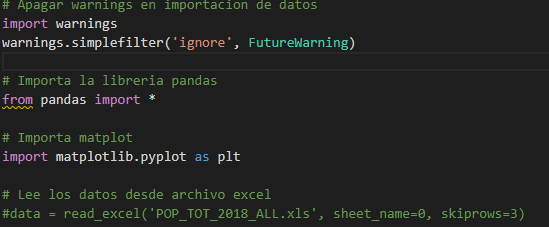 # Apagar warnings en importacion de datos
import warnings
warnings.simplefilter('ignore', FutureWarning)
# Importa la libreria pandas
from pandas import *
# Importa matplot
import matplotlib.pyplot as plt
# Lee los datos desde archivo excel
#data = read_excel('POP_TOT_2018_ALL.xls', sheet_name=0, skiprows=3)